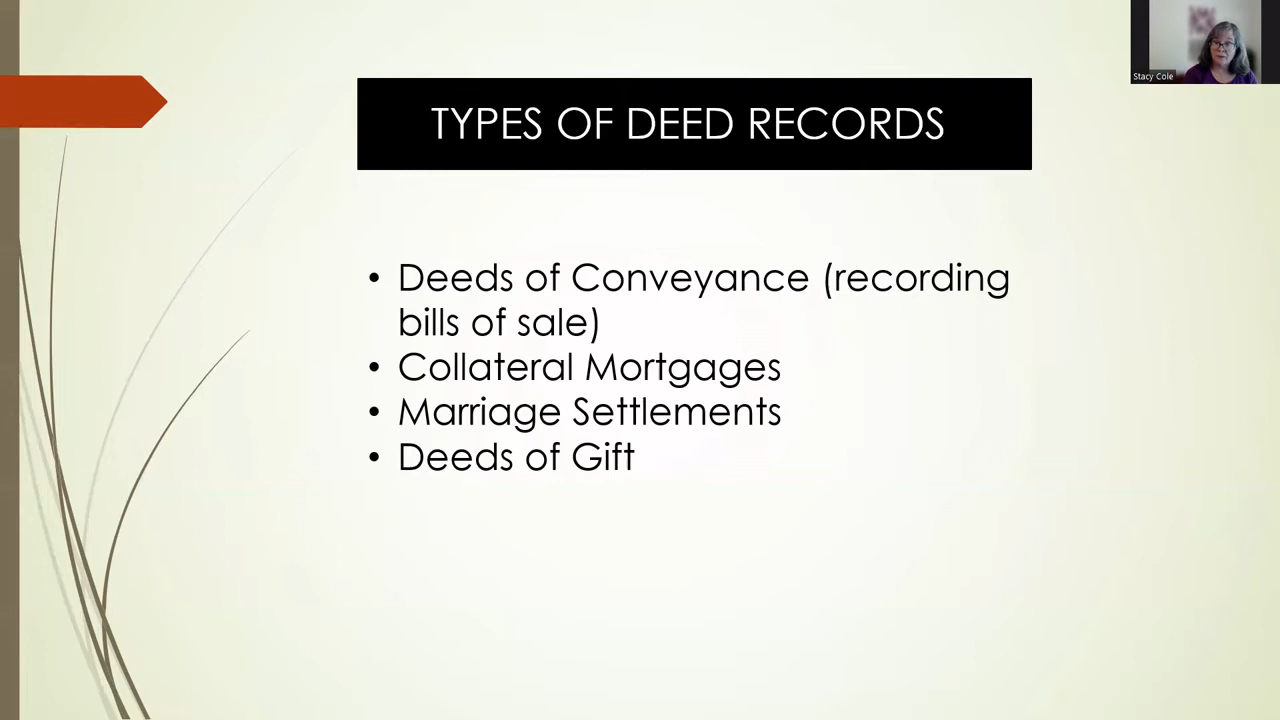 Stacy Cole
TYPES OF DEED RECORDS
• Deeds of Conveyance (recording
bills of sale)
• Collateral Mortgages
• Marriage Settlements
• Deeds of Gift